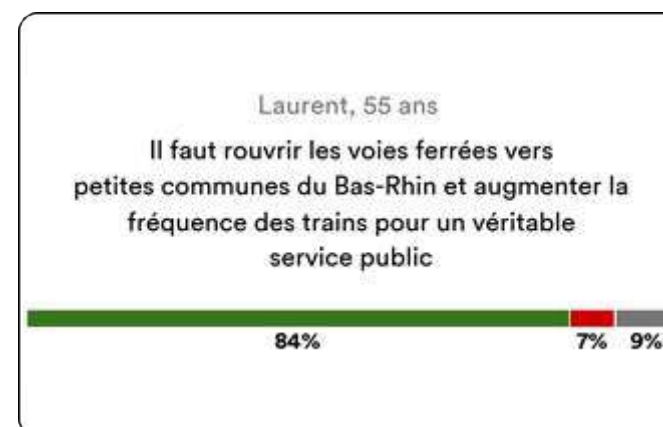 Laurent, 55 ans
Il faut rouvrir les voies ferrées vers
petites communes du Bas-Rhin et augmenter la
fréquence des trains pour un véritable
service public
84% 7% 9%